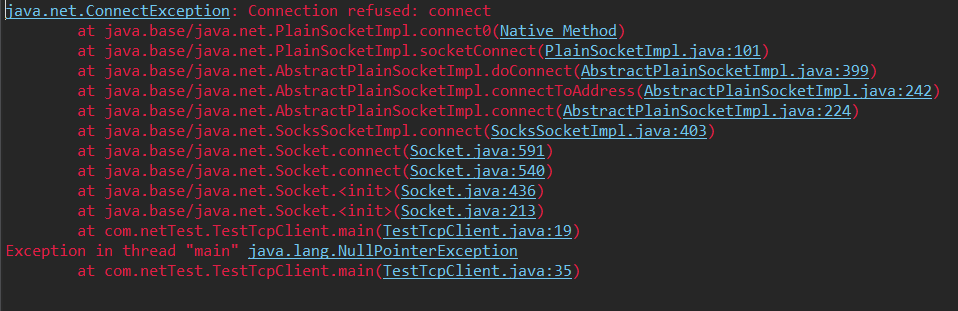 java.net.ConnectException: Connection refused: connect
at java.base/java.net.PlainSocketImpl.connect0(Native Method)
at java.base/java.net.PlainSocketImpl.socketConnect(PlainSocketImpl.java:101)
at java.base/java.net.AbstractPlainSocketImpl.doConnect(AbstractPlainSocketImpl.java:399)
at java.base/java.net.AbstractPlainSocketImpl.connectToAddress(AbstractPlainSocketImpl.java:242)
at java.base/java.net.AbstractPlainSocketImpl.connect(AbstractPlainSocketImpl.java:224)
at java.base/java.net.SocksSocketImpl.connect(SocksSocketImpl.java:403)
at java.base/java.net.Socket.connect(Socket.java:591)
at java.base/java.net.Socket.connect(Socket.java:540)
at java.base/java.net.Socket.<init>(Socket.java:436)
at java.base/java.net.Socket.<init>(Socket.java:213)
at com.netTest.TestTcpClient.main(TestTcpClient.java:19)
Exception in thread "main" java.lang.NullPointerException
at com.netTest.TestTcpClient.main(TestTcpClient.java:35)